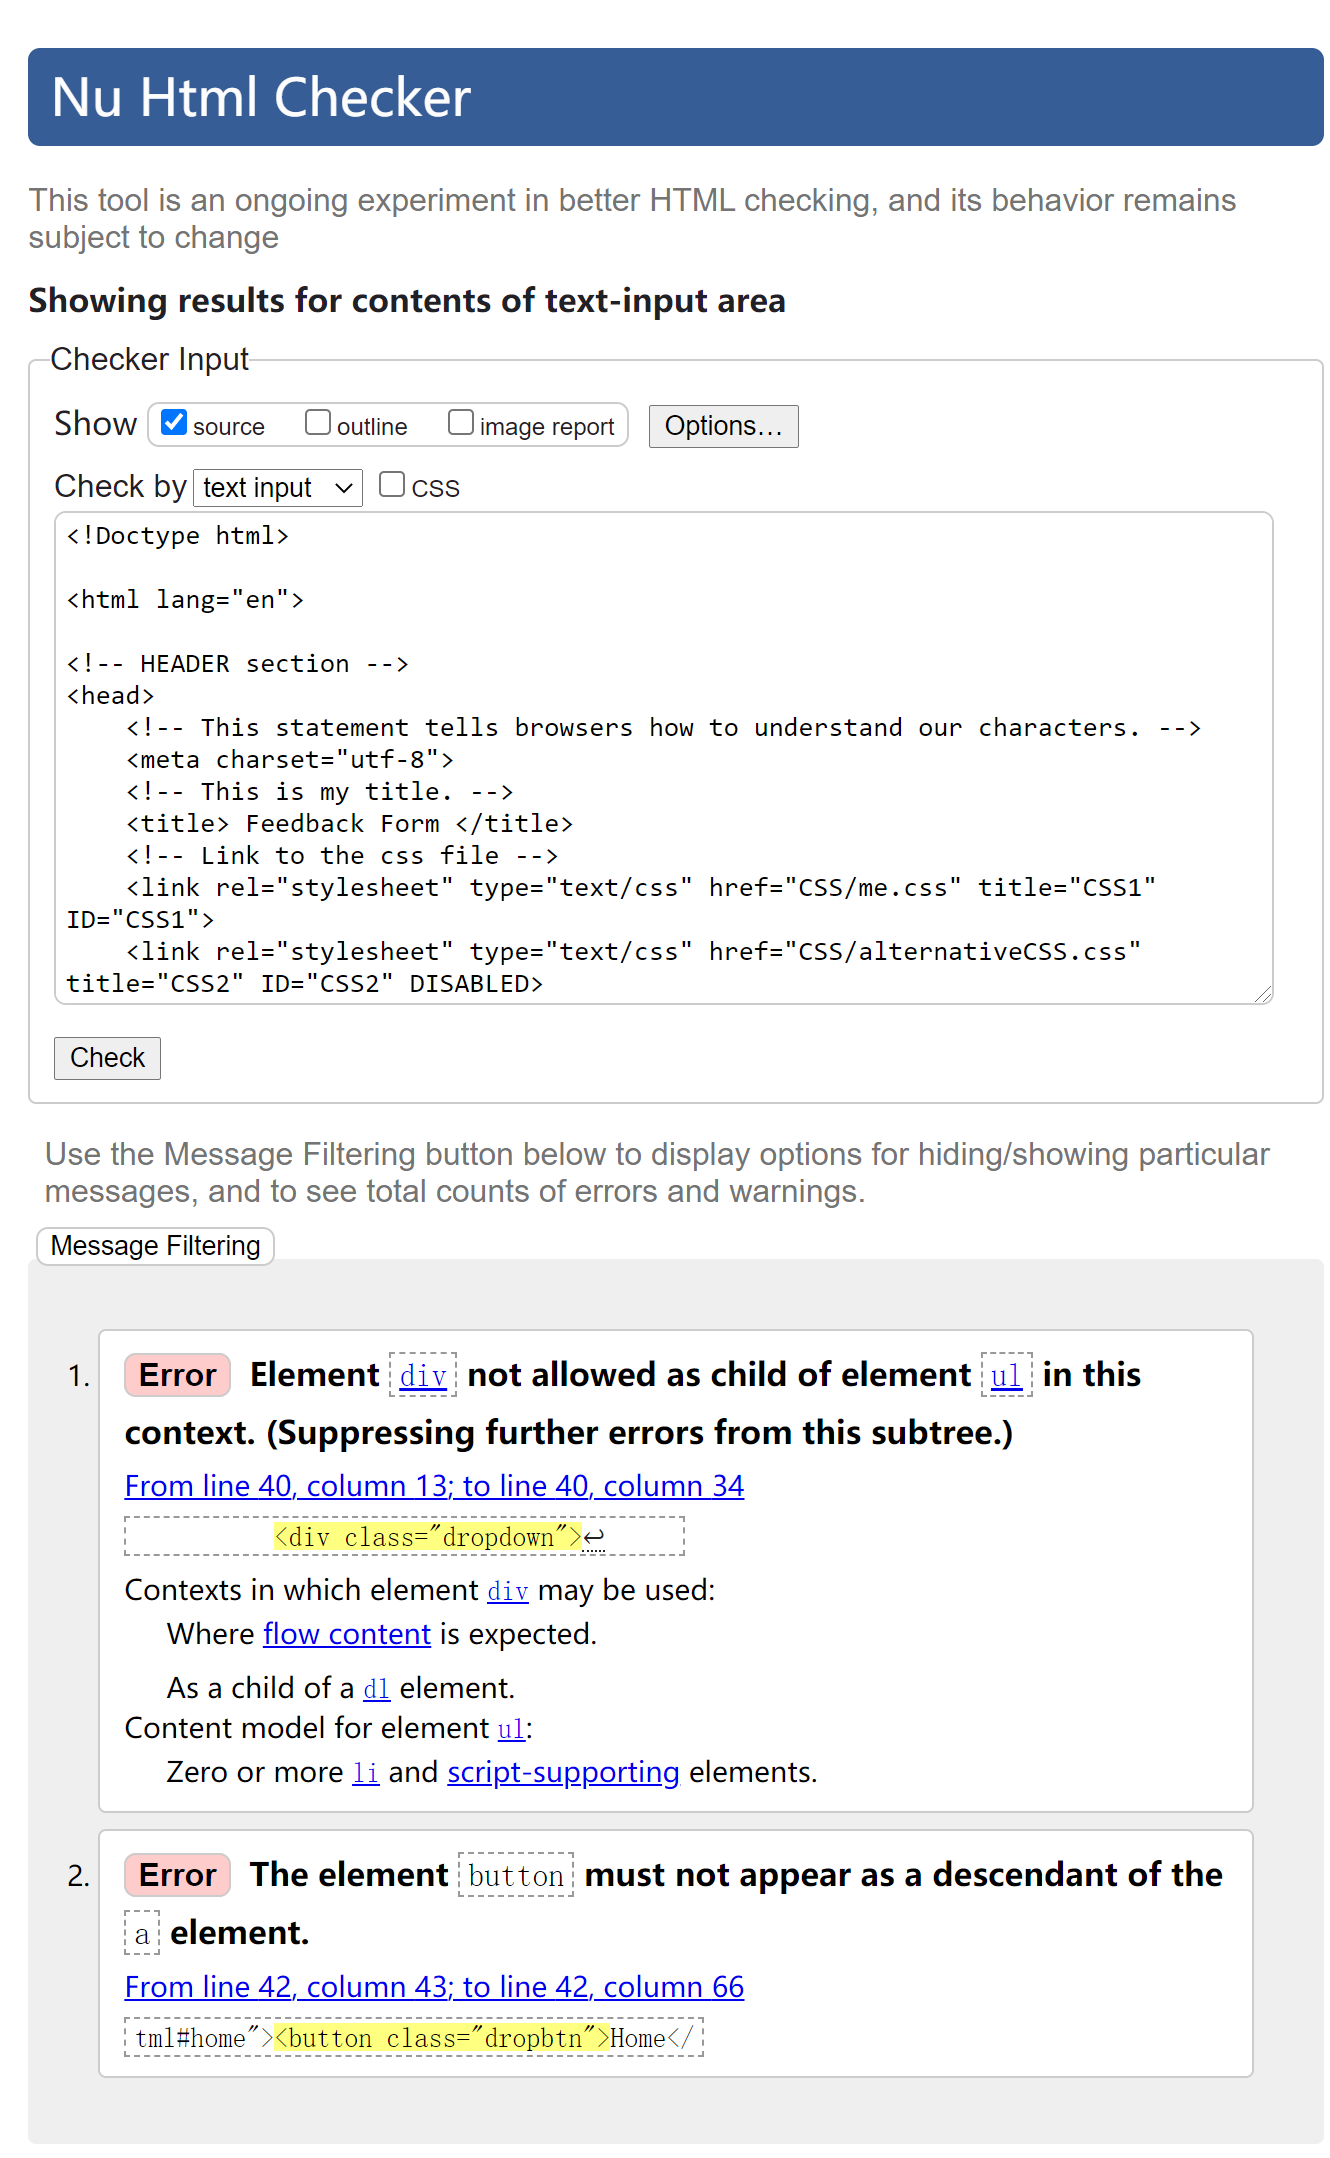 Nu Html Checker
This tool is an ongoing experiment in better HTML checking, and its behavior remains
subject to change
Showing results for contents of text-input area
Checker Input
Show source outline image report Options...
Check by text input CSS
<!Doctype html>
<html lang="en">
<!-- HEADER section -->
<head>
    <!-- This statement tells browsers how to understand our characters. -->
    <meta charset="utf-8">
    <!-- This is my title. -->
    <title> Feedback Form </title>
    <!-- Link to the css file -->
    <link rel="stylesheet" type="text/css" href="CSS/me.css" title="CSS1"
ID="CSS1">
    <link rel="stylesheet" type="text/css" href="CSS/alternativeCSS.css"
title="CSS2" ID="CSS2" DISABLED>
Check
Use the Message Filtering button below to display options for hiding/showing particular
messages, and to see total counts of errors and warnings.
Message Filtering
1. Error Element div not allowed as child of element ul in this
context. (Suppressing further errors from this subtree.)
From line 40, column 13; to line 40, column 34
<div class="dropdown">↩
Contexts in which element div may be used:
Where flow content is expected.
As a child of a dl element.
Content model for element ul:
Zero or more li and script-supporting elements.
2. Error The element button must not appear as a descendant of the
a element.
From line 42, column 43; to line 42, column 66
tml#home"><button class="dropbtn">Home</